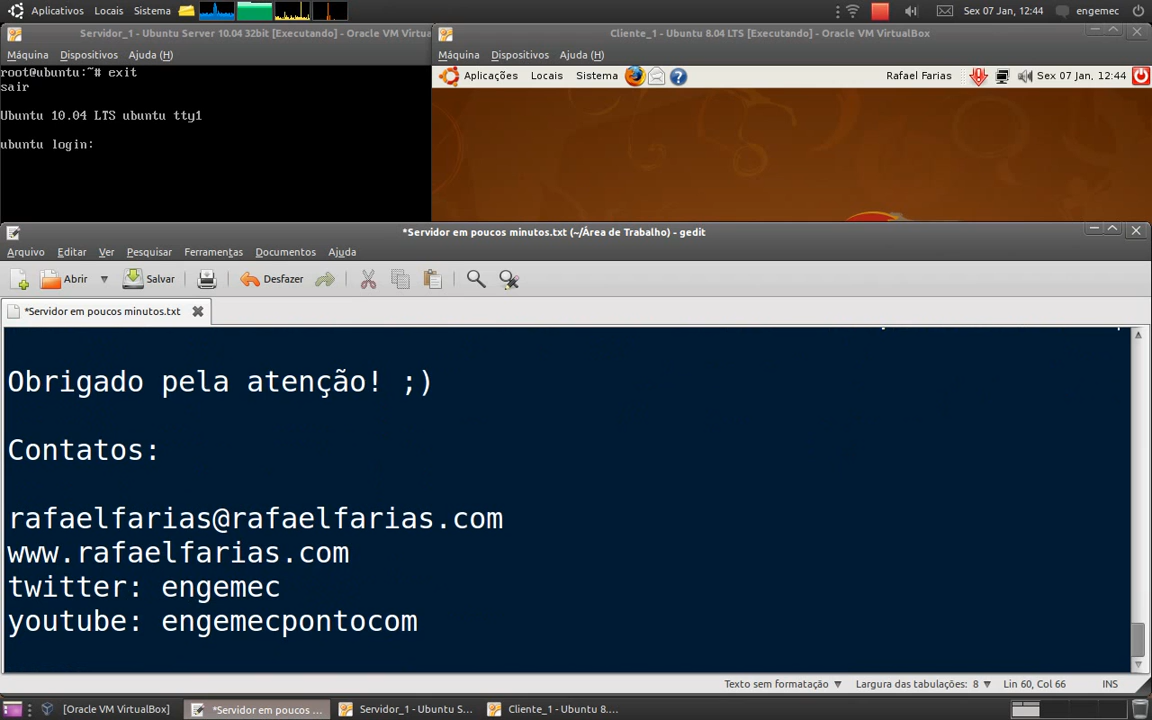 Aplicativos Locais Sistema Sex 07 Jan, 12:44 engemec
Servidor_1 - Ubuntu Server 10.04 32bit [Executando] - Oracle VM VirtualBox
Máquina Dispositivos Ajuda (H)
root@ubuntu:~# exit
sair
Ubuntu 10.04 LTS ubuntu tty1
ubuntu login:
Cliente_1 - Ubuntu 8.04 LTS [Executando] - Oracle VM VirtualBox
Máquina Dispositivos Ajuda (H)
Aplicações Locais Sistema Rafael Farias Sex 07 Jan, 12:44
*Servidor em poucos minutos.txt (~/Área de Trabalho) - gedit
Arquivo Editar Ver Pesquisar Ferramentas Documentos Ajuda
Abrir Salvar Desfazer
*Servidor em poucos minutos.txt
Obrigado pela atenção! ;)
Contatos:
rafaelfarias@rafaelfarias.com
www.rafaelfarias.com
twitter: engemec
youtube: engemecpontocom
Texto sem formatação Largura das tabulações: 8 Lin 60, Col 66 INS
[Oracle VM VirtualBox] *Servidor em poucos ... Servidor_1 - Ubuntu S... Cliente_1 - Ubuntu 8....